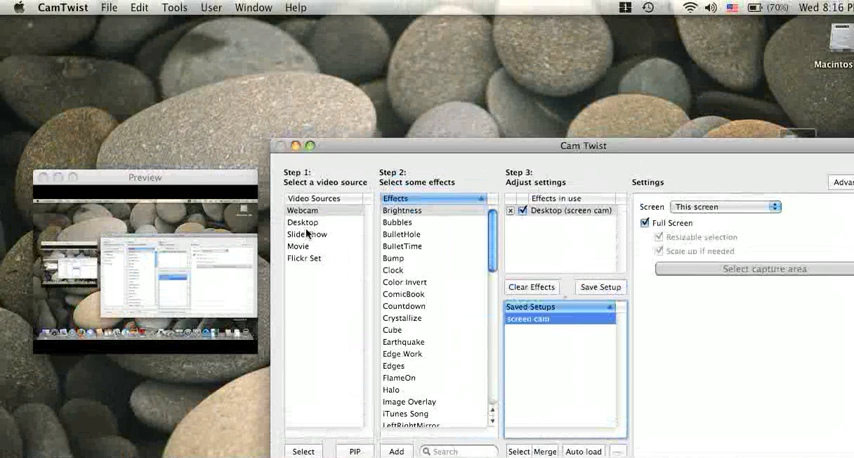 CamTwist File Edit Tools User Window Help (70%) Wed 8:16 P
Macintos
Cam Twist
Preview
Step 1:
Select a video source
Step 2:
Select some effects
Step 3:
Adjust settings
Settings
Advan
Video Sources
Webcam
Desktop
Slideshow
Movie
Flickr Set
Effects
Brightness
Bubbles
BulletHole
BulletTime
Bump
Clock
Color Invert
ComicBook
Countdown
Crystallize
Cube
Earthquake
Edge Work
Edges
FlameOn
Halo
Image Overlay
iTunes Song
LeftRightMirror
Effects in use
Desktop (screen cam)
Clear Effects Save Setup
Saved Setups
screen cam
Screen This screen
Full Screen
Resizable selection
Scale up if needed
Select capture area
Select PIP Add Search Select Merge Auto load